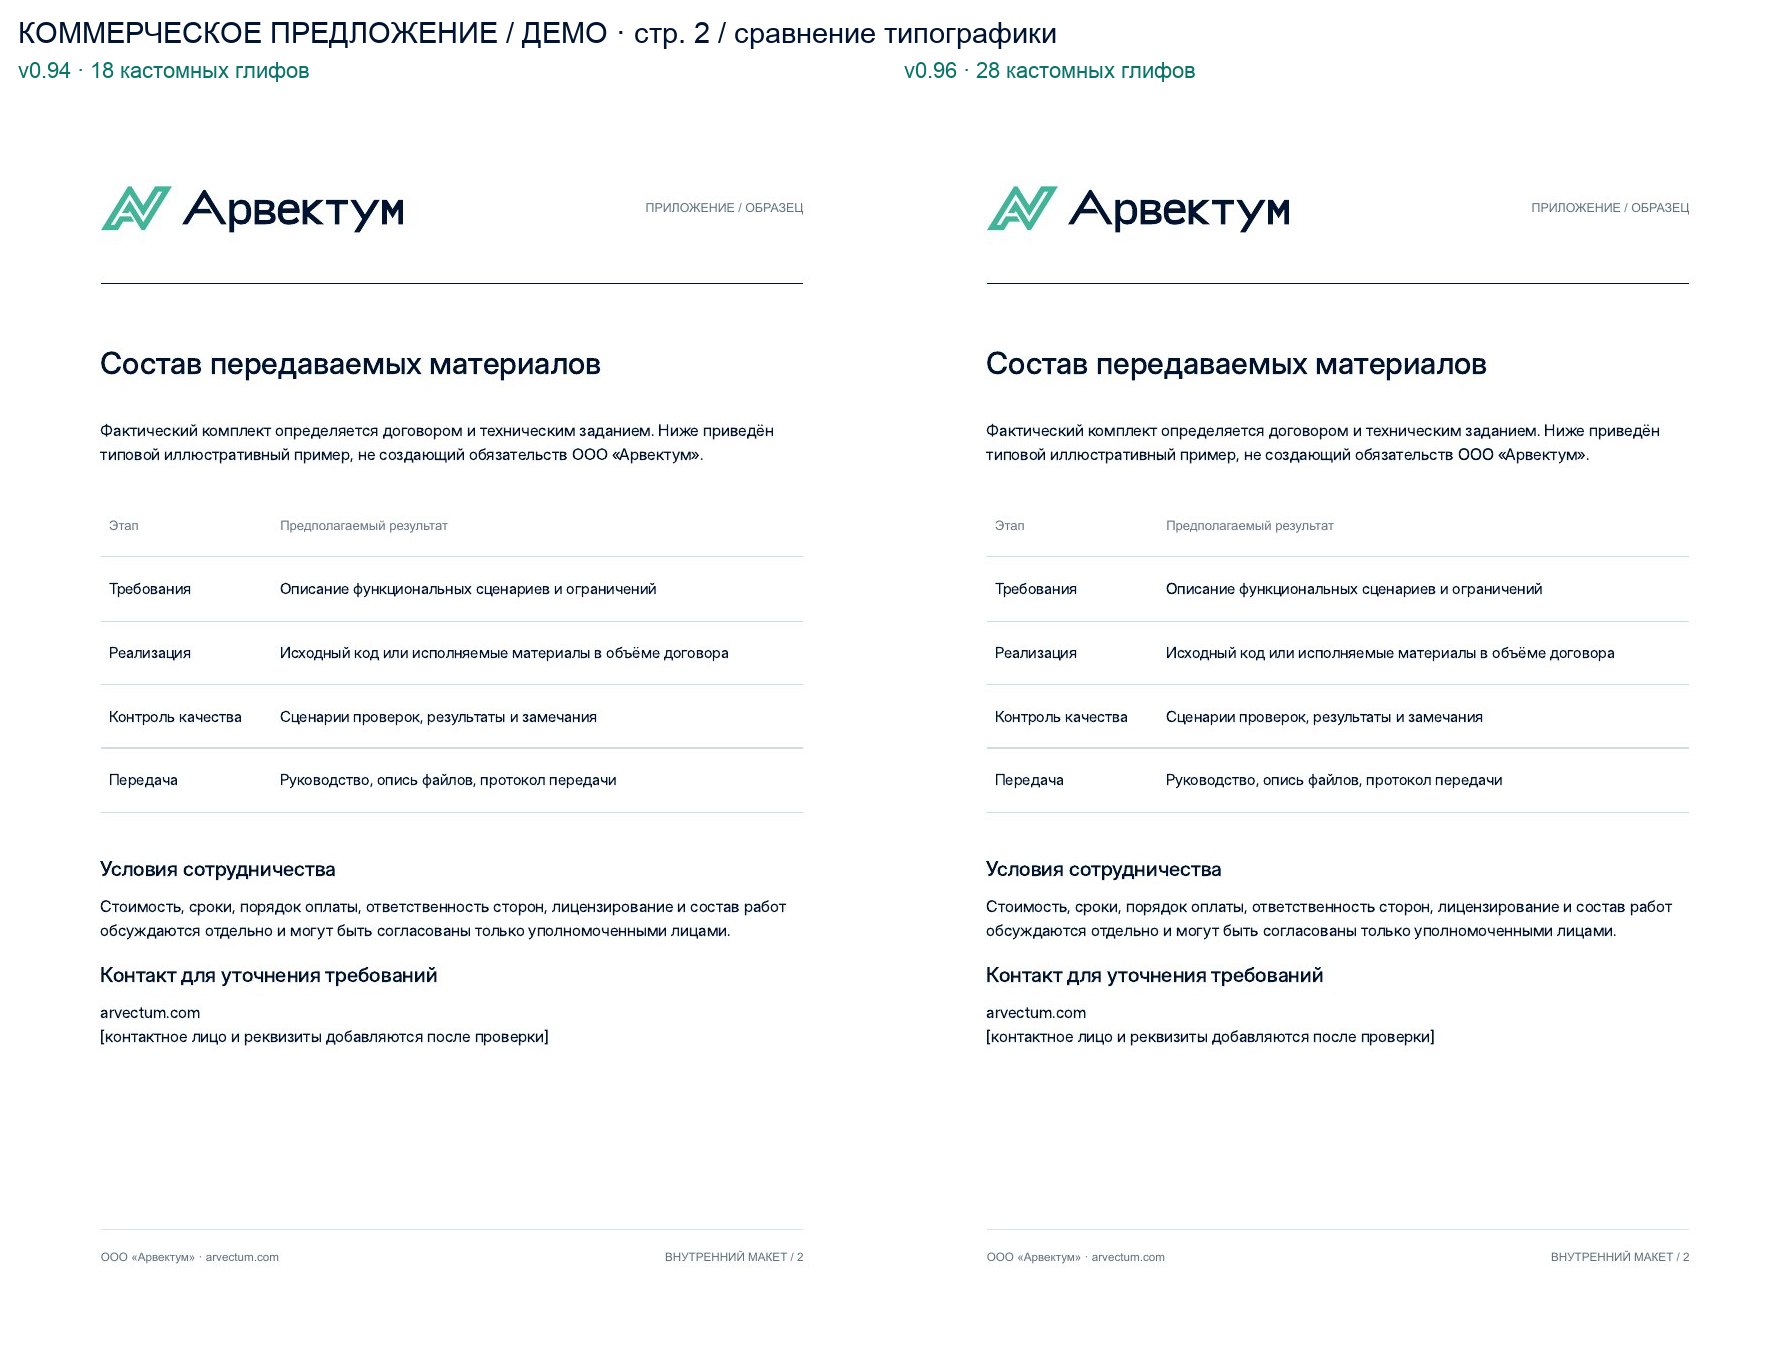 КОММЕРЧЕСКОЕ ПРЕДЛОЖЕНИЕ / ДЕМО · стр. 2 / сравнение типографики
v0.94 · 18 кастомных глифов
Арвектум
ПРИЛОЖЕНИЕ / ОБРАЗЕЦ
Состав передаваемых материалов
Фактический комплект определяется договором и техническим заданием. Ниже приведён
типовой иллюстративный пример, не создающий обязательств ООО «Арвектум».
Этап Предполагаемый результат
Требования Описание функциональных сценариев и ограничений
Реализация Исходный код или исполняемые материалы в объёме договора
Контроль качества Сценарии проверок, результаты и замечания
Передача Руководство, опись файлов, протокол передачи
Условия сотрудничества
Стоимость, сроки, порядок оплаты, ответственность сторон, лицензирование и состав работ
обсуждаются отдельно и могут быть согласованы только уполномоченными лицами.
Контакт для уточнения требований
arvectum.com
[контактное лицо и реквизиты добавляются после проверки]
ООО «Арвектум» · arvectum.com
ВНУТРЕННИЙ МАКЕТ / 2
v0.96 · 28 кастомных глифов
Арвектум
ПРИЛОЖЕНИЕ / ОБРАЗЕЦ
Состав передаваемых материалов
Фактический комплект определяется договором и техническим заданием. Ниже приведён
типовой иллюстративный пример, не создающий обязательств ООО «Арвектум».
Этап Предполагаемый результат
Требования Описание функциональных сценариев и ограничений
Реализация Исходный код или исполняемые материалы в объёме договора
Контроль качества Сценарии проверок, результаты и замечания
Передача Руководство, опись файлов, протокол передачи
Условия сотрудничества
Стоимость, сроки, порядок оплаты, ответственность сторон, лицензирование и состав работ
обсуждаются отдельно и могут быть согласованы только уполномоченными лицами.
Контакт для уточнения требований
arvectum.com
[контактное лицо и реквизиты добавляются после проверки]
ООО «Арвектум» · arvectum.com
ВНУТРЕННИЙ МАКЕТ / 2